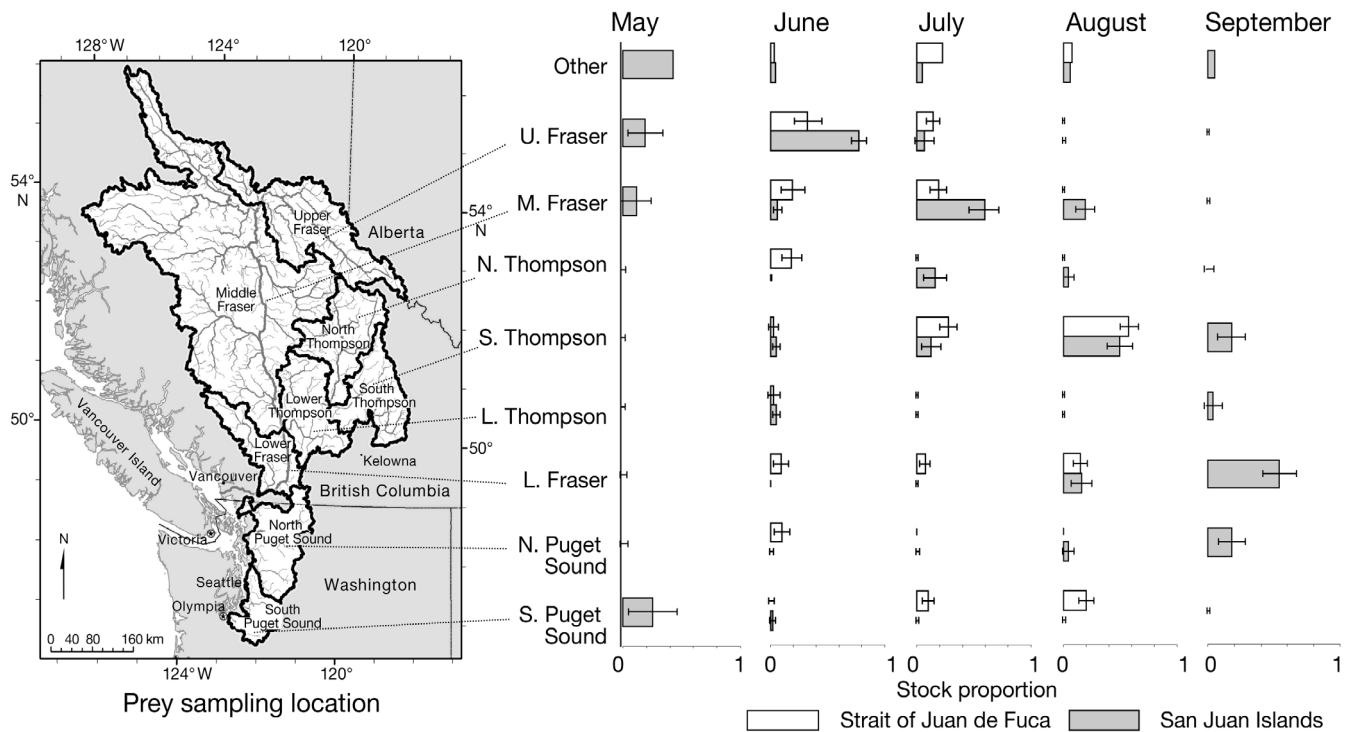 May
June
July
August
September
128°W
124°
120°
Other
U. Fraser
54°
N
M. Fraser
Upper
Fraser
54°
N
Alberta
N. Thompson
Middle
Fraser
North
Thompson
S. Thompson
South
Thompson
Lower
Thompson
L. Thompson
50°
Vancouver Island
Lower
Fraser
50°
Kelowna
Vancouver
L. Fraser
British Columbia
North
Puget Sound
N
Victoria
N. Puget
Sound
Seattle
Washington
Olympia
South
Puget Sound
S. Puget
Sound
0 40 80 160 km
124°W
120°
0 1
0 1
0 1
0 1
0 1
Stock proportion
Prey sampling location
Strait of Juan de Fuca
San Juan Islands